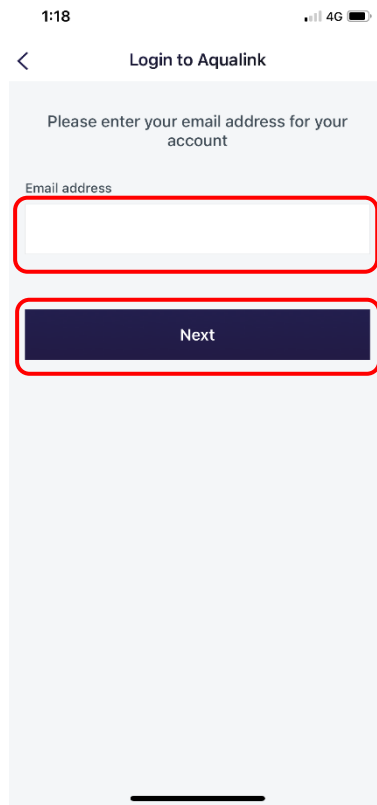 1:18 4G
Login to Aqualink
Please enter your email address for your
account
Email address
Next